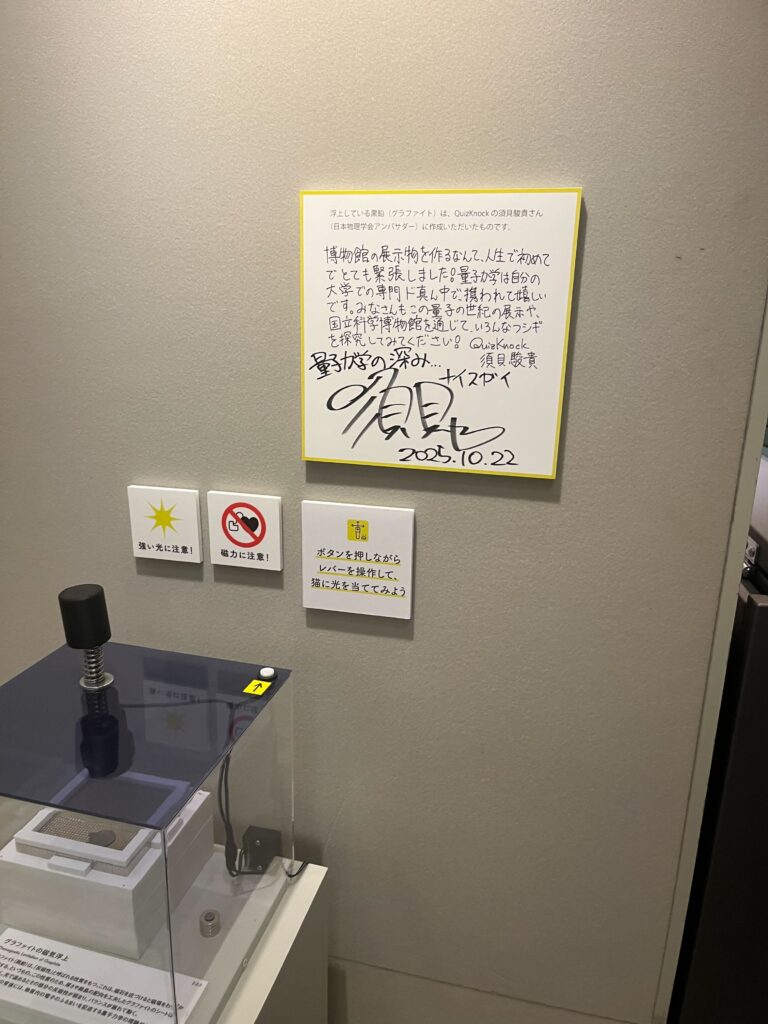 浮上している黒鉛（グラファイト）は、QuizKnock の須貝駿貴さん
（日本物理学会アンバサダー）に作成いただいたものです。
博物館の展示物を作るなんて、人生で初めて
でとても緊張しました!量子力学は自分の
大学での専門ド真ん中で、携われて嬉しい
です。みなさんもこの量子の世紀の展示や、
国立科学博物館を通じて、いろんなフシギ
を探究してみてください! QuizKnock
須貝駿貴
量子力学の深み...
ナイスガイ
須貝
2025.10.22
強い光に注意!
磁力に注意!
ボタンを押しながら
レバーを操作して、
猫に光を当ててみよう
グラファイトの磁気浮上